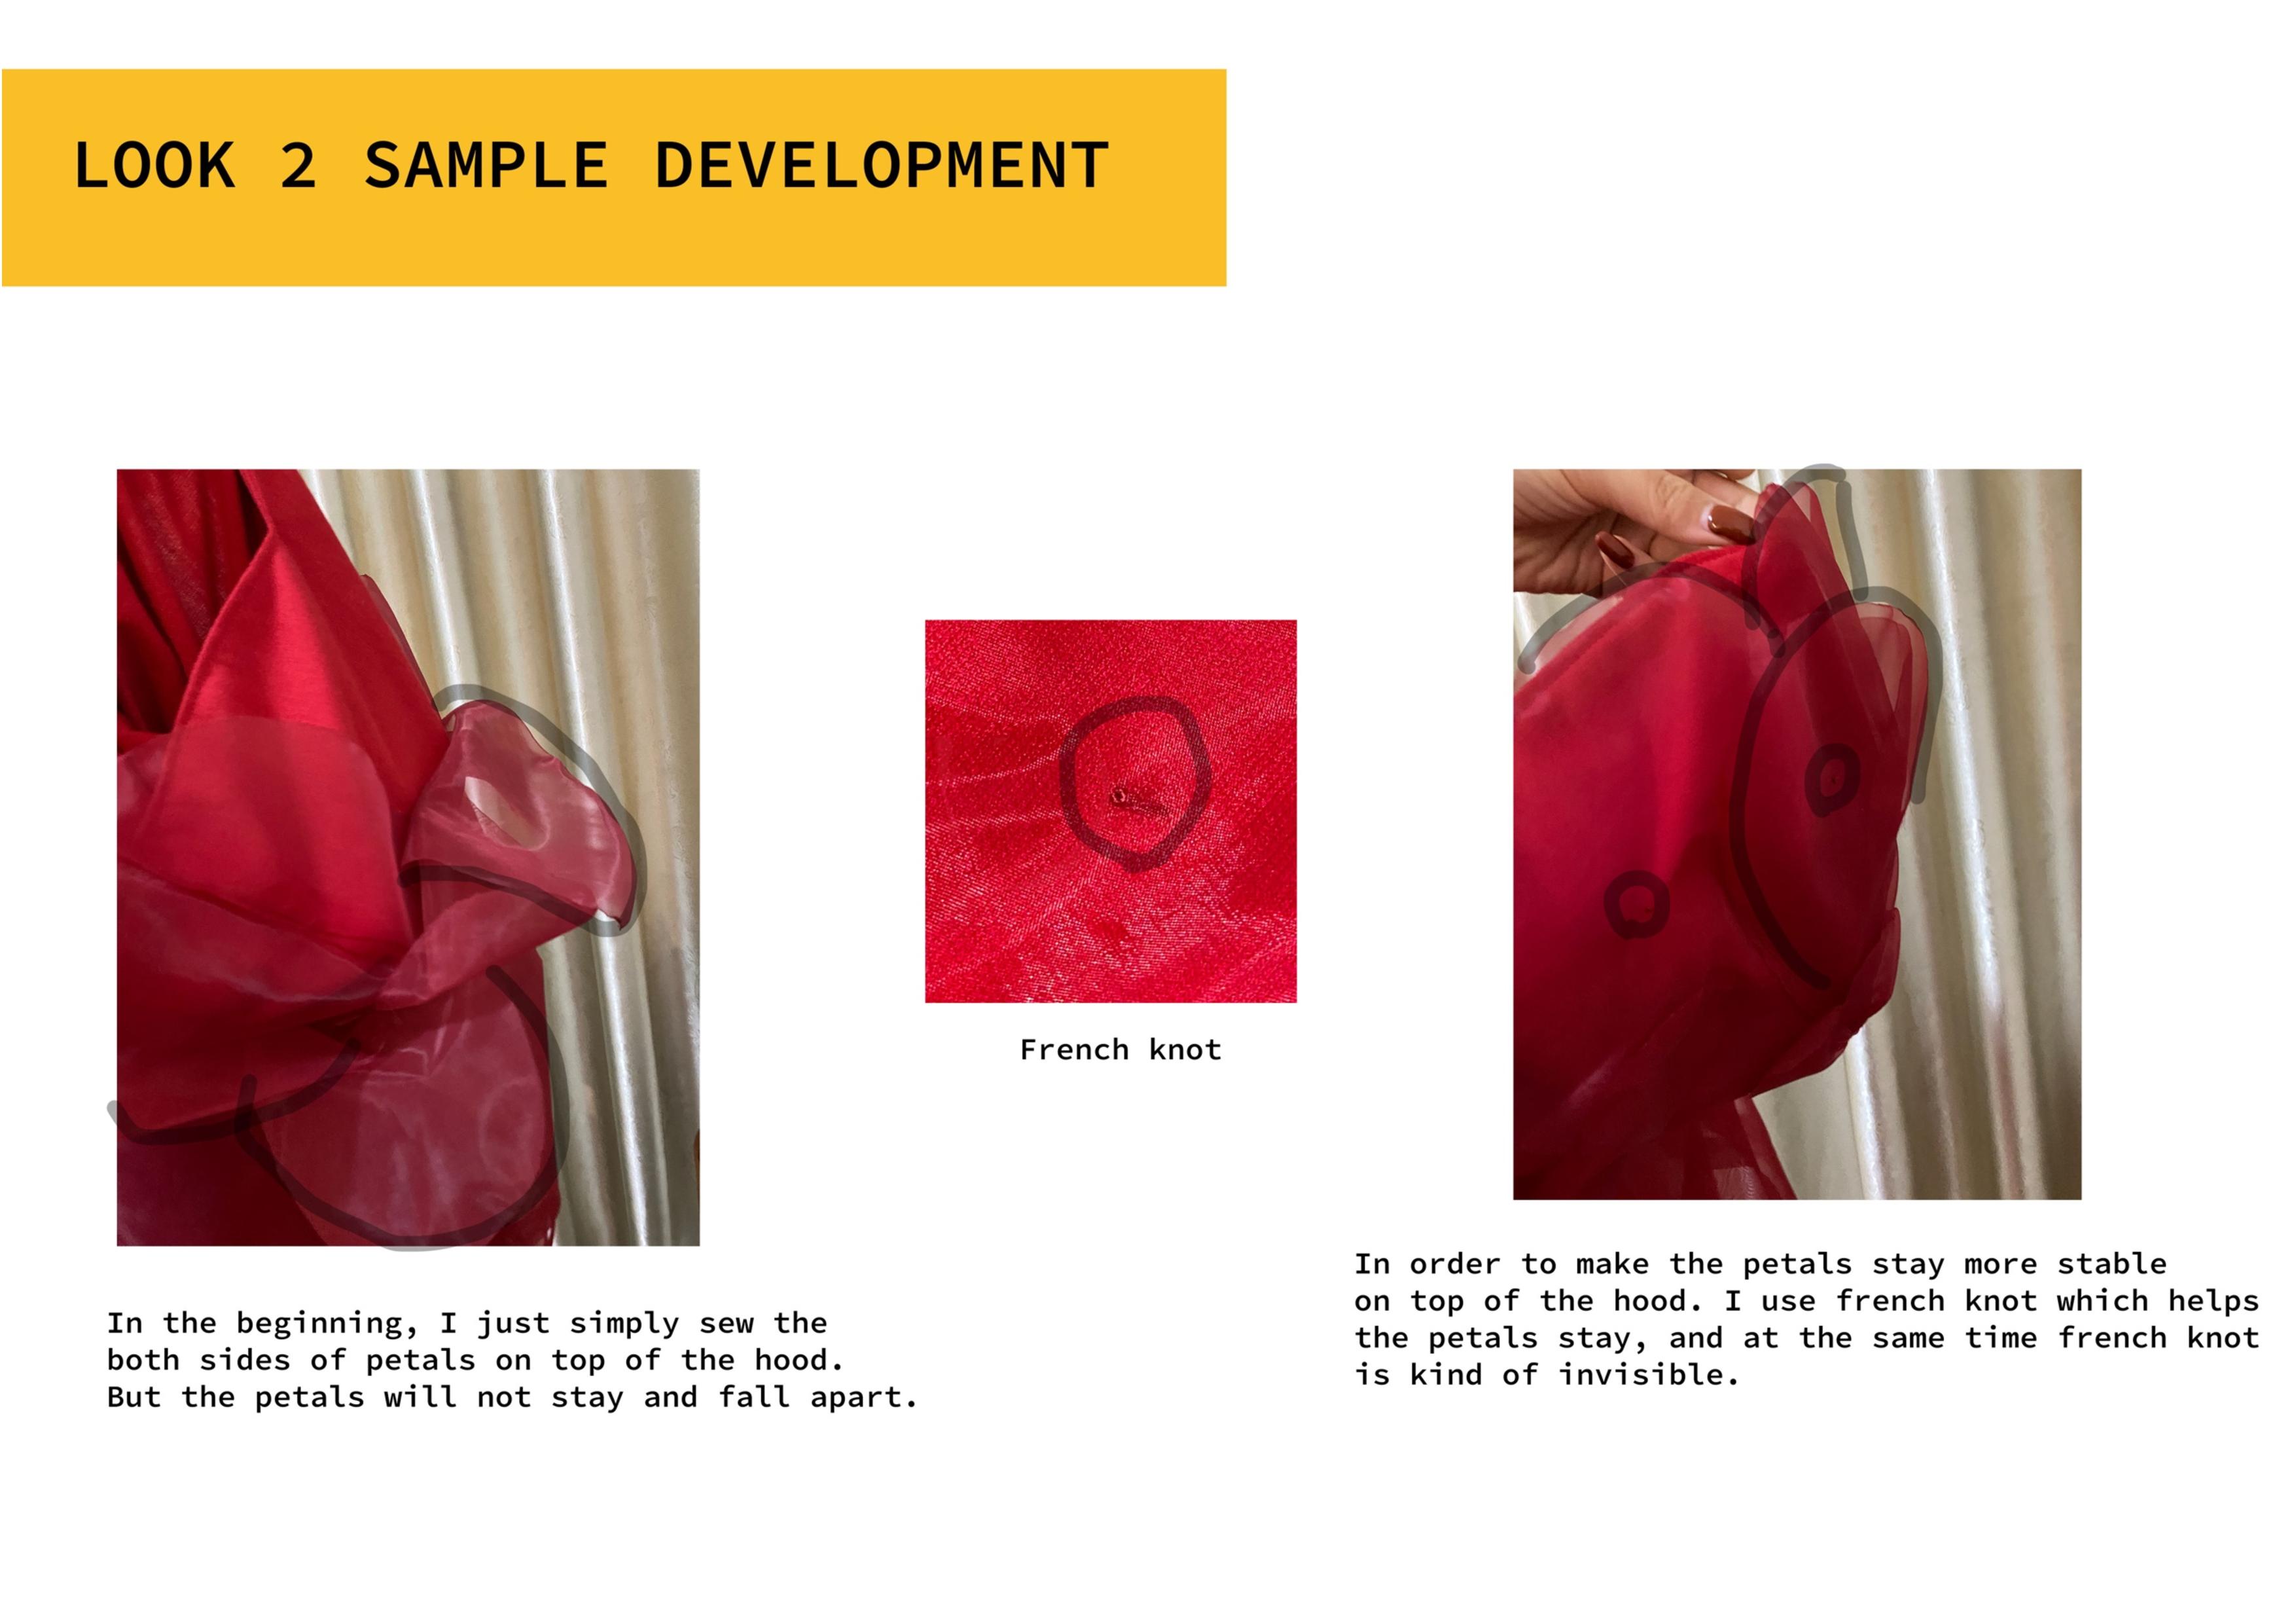 LOOK 2 SAMPLE DEVELOPMENT
French knot
In the beginning, I just simply sew the
both sides of petals on top of the hood.
But the petals will not stay and fall apart.
In order to make the petals stay more stable
on top of the hood. I use french knot which helps
the petals stay, and at the same time french knot
is kind of invisible.